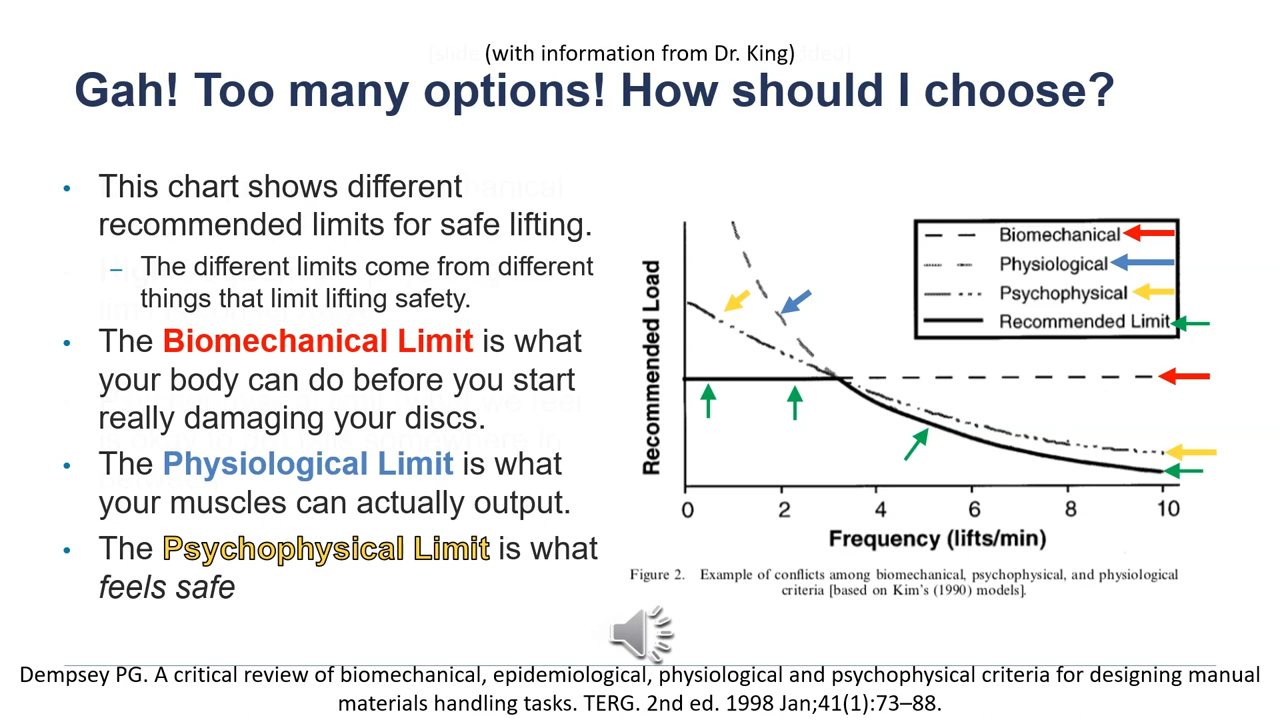 (with information from Dr. King)
Gah! Too many options! How should I choose?
• This chart shows different
recommended limits for safe lifting.
– The different limits come from different
things that limit lifting safety.
• The Biomechanical Limit is what
your body can do before you start
really damaging your discs.
• The Physiological Limit is what
your muscles can actually output.
• The Psychophysical Limit is what
feels safe
Recommended Load
Biomechanical
Physiological
Psychophysical
Recommended Limit
0 2 4 6 8 10
Frequency (lifts/min)
Figure 2. Example of conflicts among biomechanical, psychophysical, and physiological
criteria [based on Kim's (1990) models].
Dempsey PG. A critical review of biomechanical, epidemiological, physiological and psychophysical criteria for designing manual
materials handling tasks. TERG. 2nd ed. 1998 Jan;41(1):73–88.